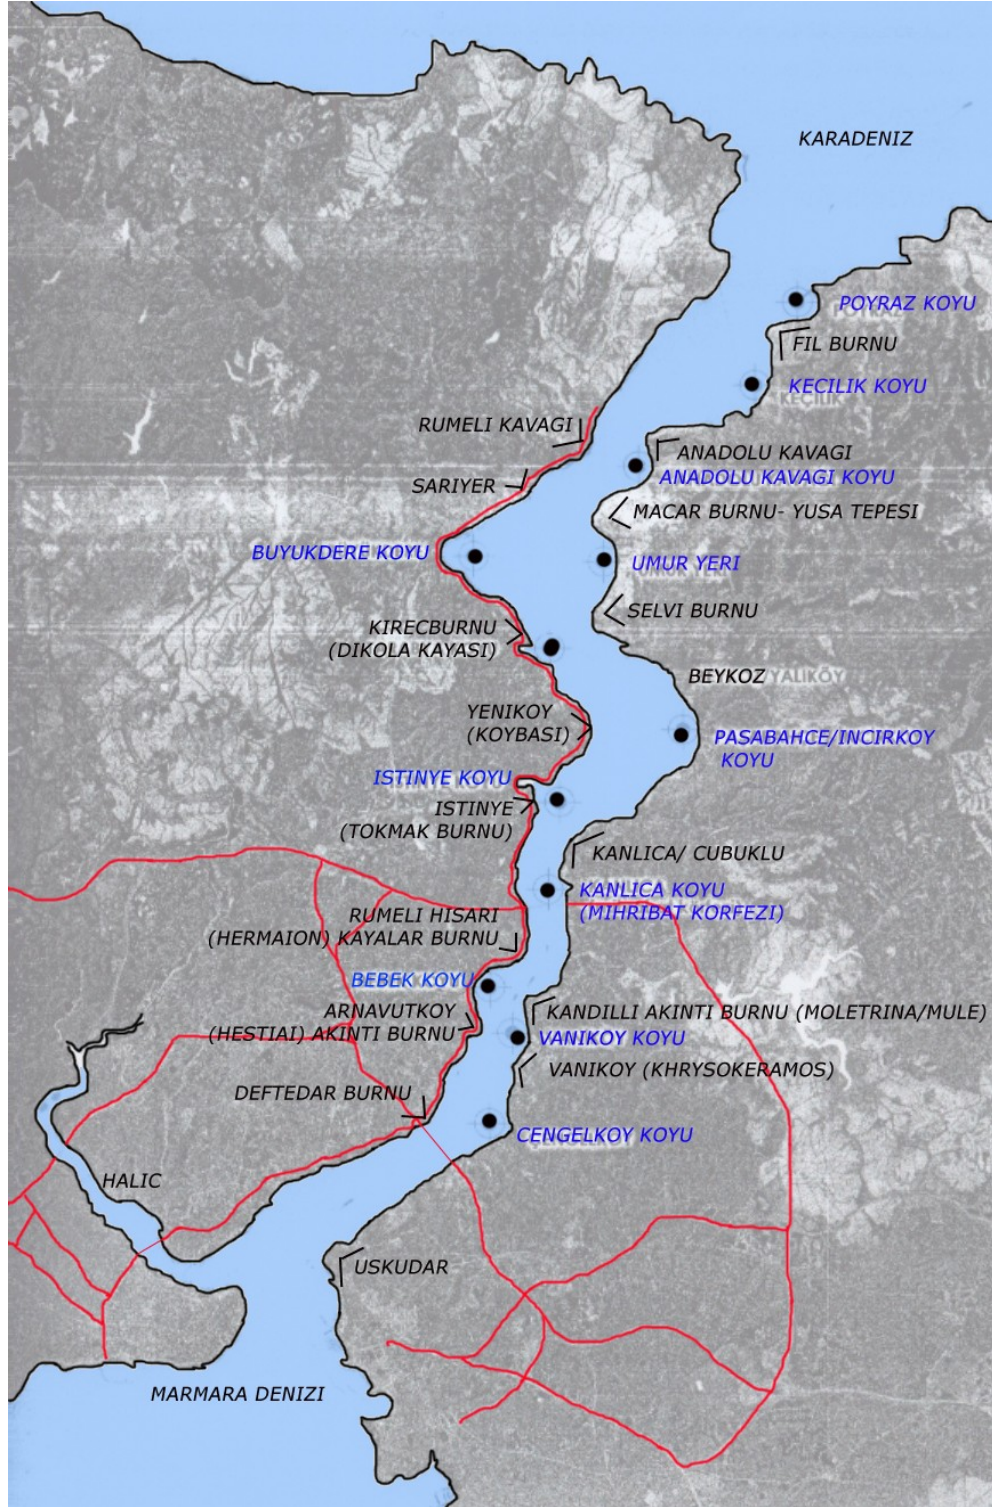 KARADENIZ
POYRAZ KOYU
FIL BURNU
KECILIK KOYU
RUMELI KAVAGI
ANADOLU KAVAGI
ANADOLU KAVAGI KOYU
SARIYER
MACAR BURNU- YUSA TEPESI
BUYUKDERE KOYU
UMUR YERI
SELVI BURNU
KIRECBURNU
(DIKOLA KAYASI)
BEYKOZ
YALIKÖY
YENIKOY
(KOYBASI)
PASABAHCE/INCIRKOY
KOYU
ISTINYE KOYU
ISTINYE
(TOKMAK BURNU)
KANLICA/ CUBUKLU
KANLICA KOYU
(MIHRIBAT KORFEZI)
RUMELI HISARI
(HERMAION) KAYALAR BURNU
BEBEK KOYU
ARNAVUTKOY
(HESTIAI) AKINTI BURNU
KANDILLI AKINTI BURNU (MOLETRINA/MULE)
VANIKOY KOYU
VANIKOY (KHRYSOKERAMOS)
DEFTEDAR BURNU
CENGELKOY KOYU
HALIC
USKUDAR
MARMARA DENIZI